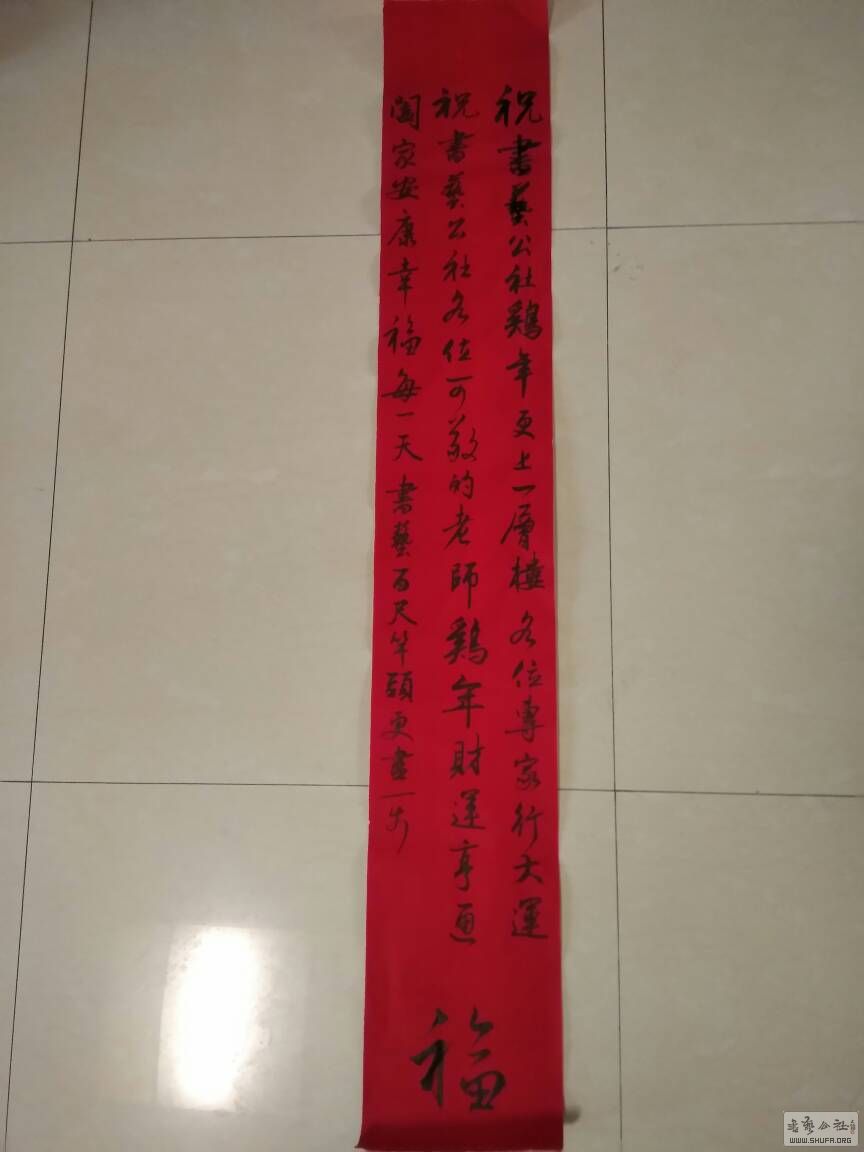 祝書藝公社鷄年更上一層樓各位專家行大運
祝書藝公社各位可敬的老師鷄年財運亨通
闔家安康幸福每一天書藝百尺竿頭更進一步
福
书艺公社
WWW.SHUFA.ORG